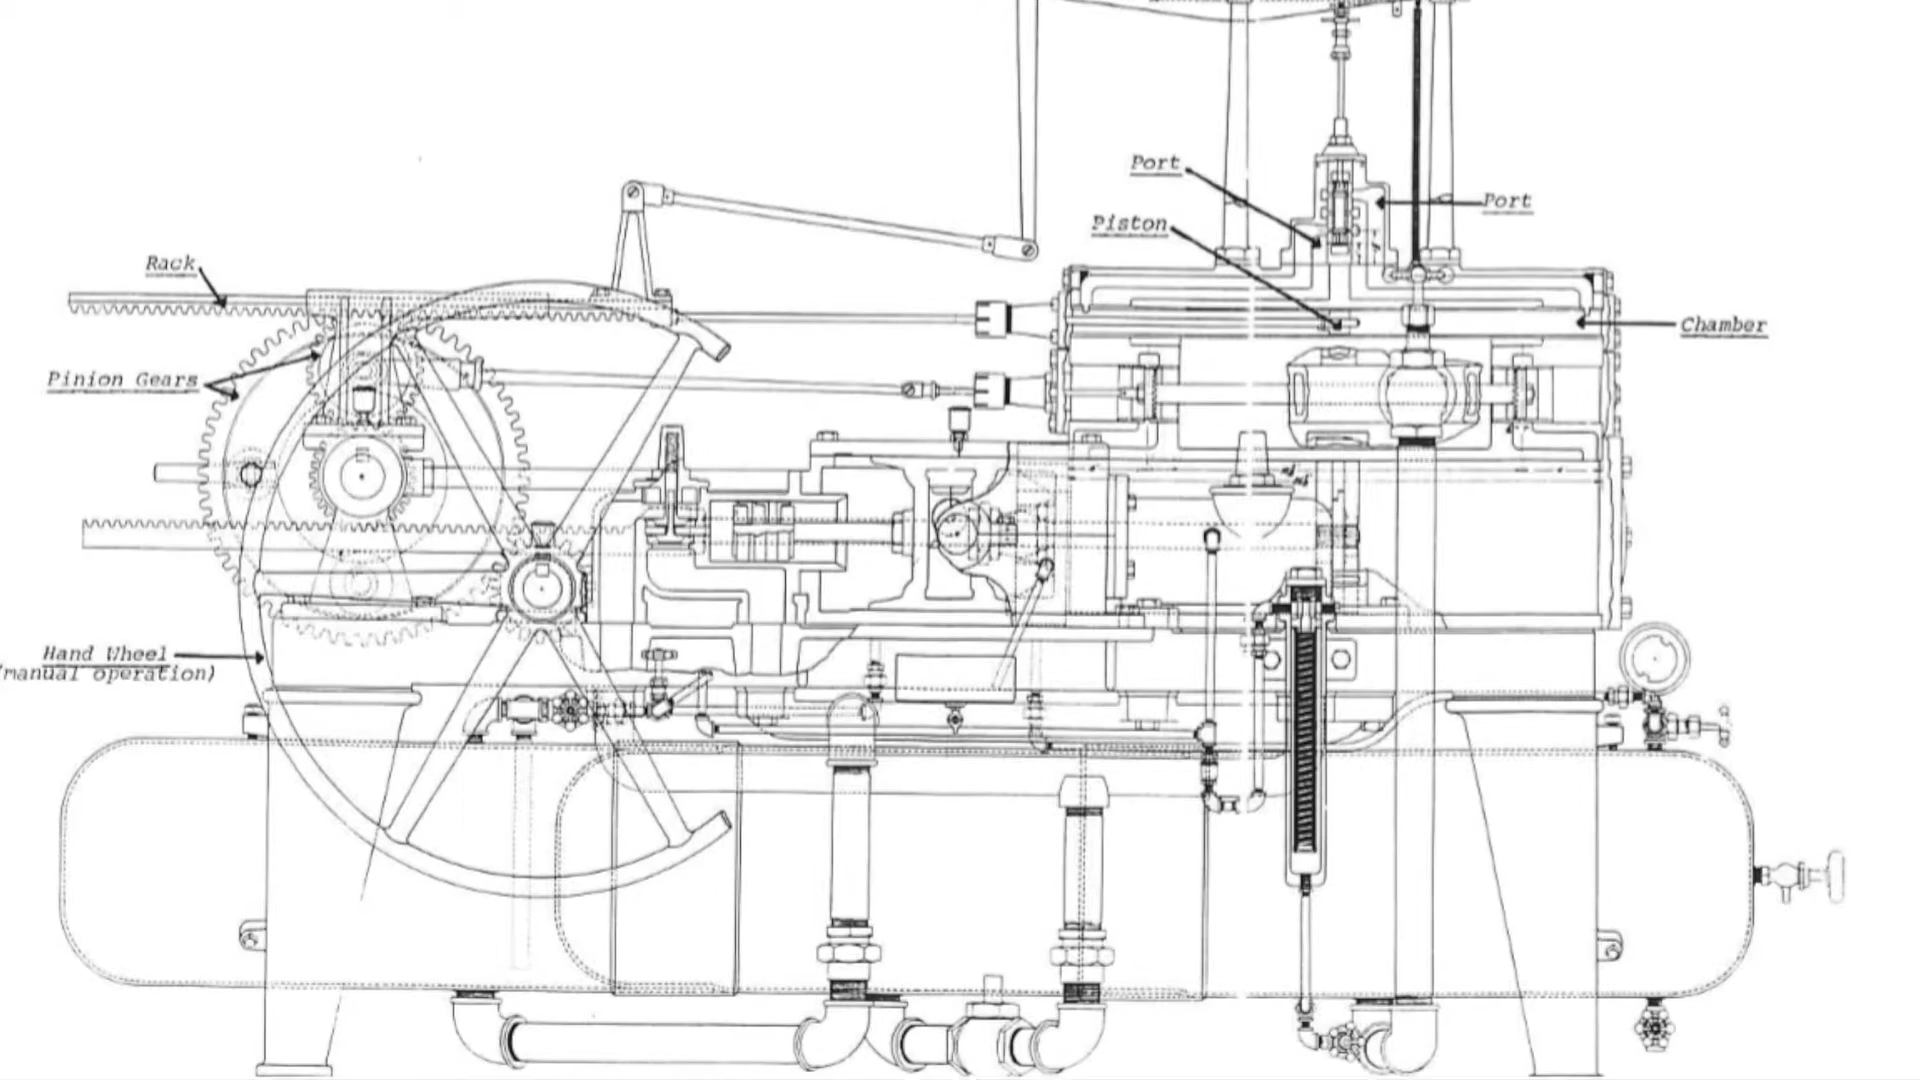 Port
Port
Piston
Rack
Chamber
Pinion Gears
Hand Wheel
(manual operation)